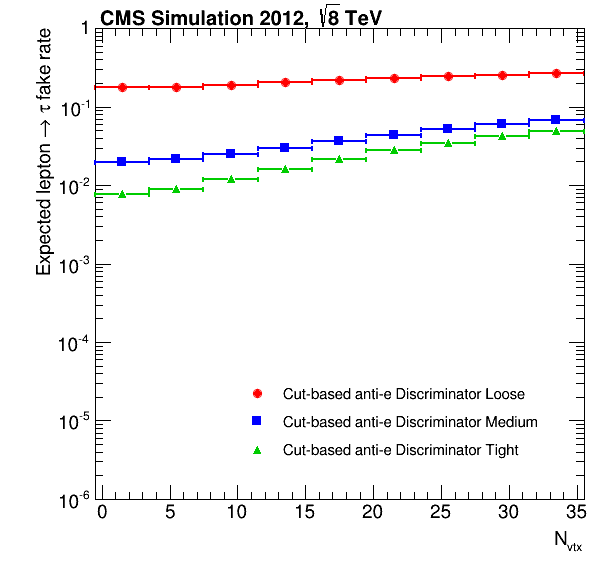 CMS Simulation 2012, √8 TeV
Expected lepton → τ fake rate
1
10⁻¹
10⁻²
10⁻³
10⁻⁴
10⁻⁵
10⁻⁶
Cut-based anti-e Discriminator Loose
Cut-based anti-e Discriminator Medium
Cut-based anti-e Discriminator Tight
0 5 10 15 20 25 30 35
N_vtx